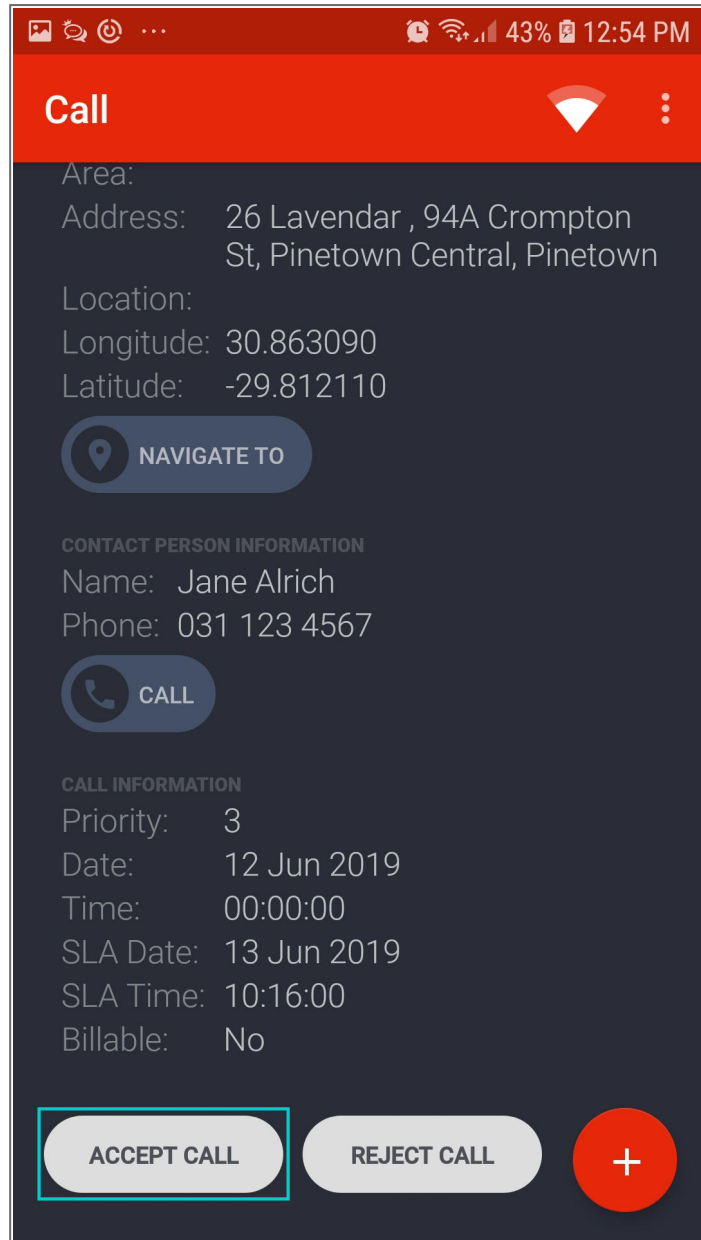 43% 12:54 PM
Call
Area:
Address: 26 Lavendar , 94A Crompton
St, Pinetown Central, Pinetown
Location:
Longitude: 30.863090
Latitude: -29.812110
NAVIGATE TO
CONTACT PERSON INFORMATION
Name: Jane Alrich
Phone: 031 123 4567
CALL
CALL INFORMATION
Priority: 3
Date: 12 Jun 2019
Time: 00:00:00
SLA Date: 13 Jun 2019
SLA Time: 10:16:00
Billable: No
ACCEPT CALL REJECT CALL +